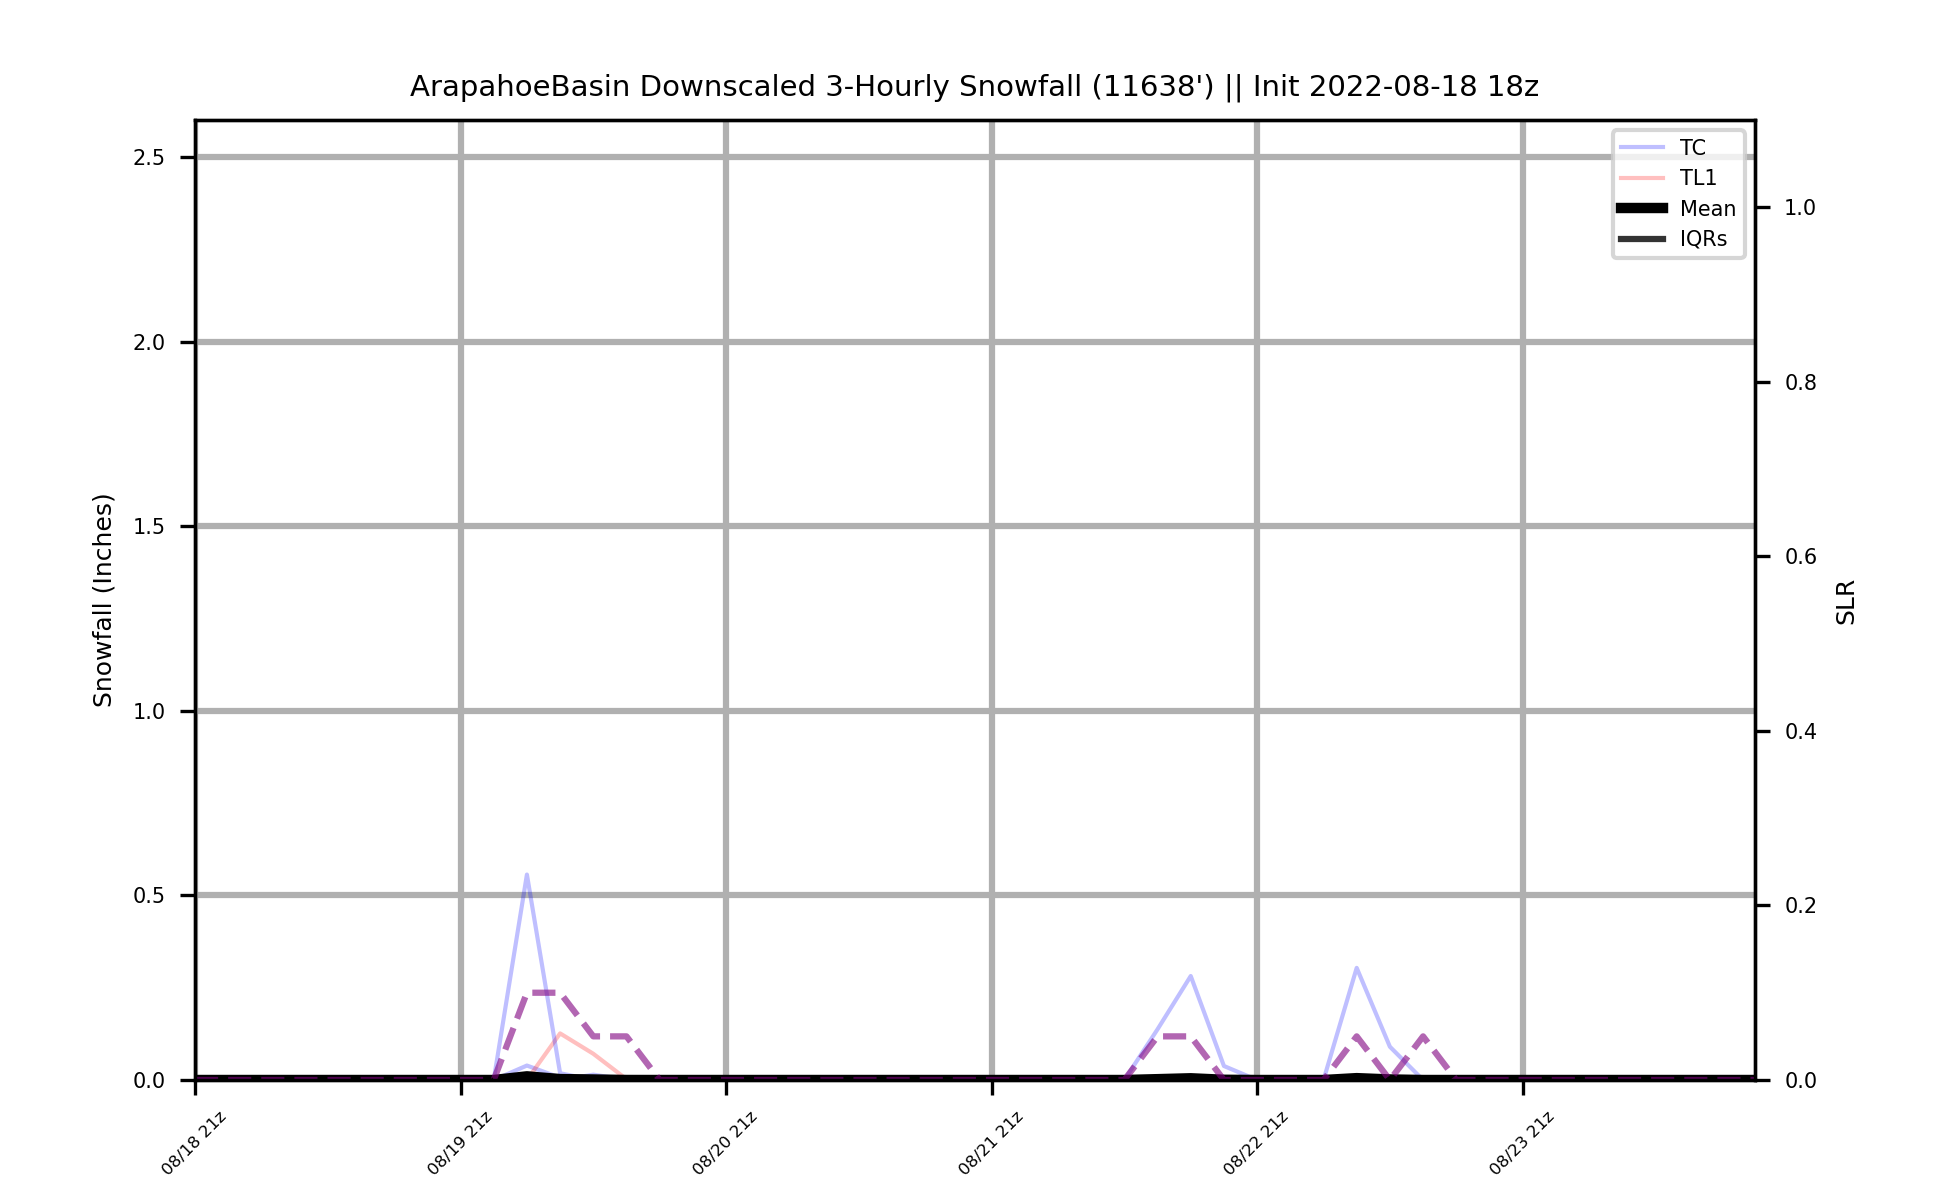 ArapahoeBasin Downscaled 3-Hourly Snowfall (11638') || Init 2022-08-18 18z
TC
TL1
Mean
IQRs
2.5
2.0
1.5
1.0
0.5
0.0
Snowfall (Inches)
1.0
0.8
0.6
0.4
0.2
0.0
SLR
08/18 21z
08/19 21z
08/20 21z
08/21 21z
08/22 21z
08/23 21z